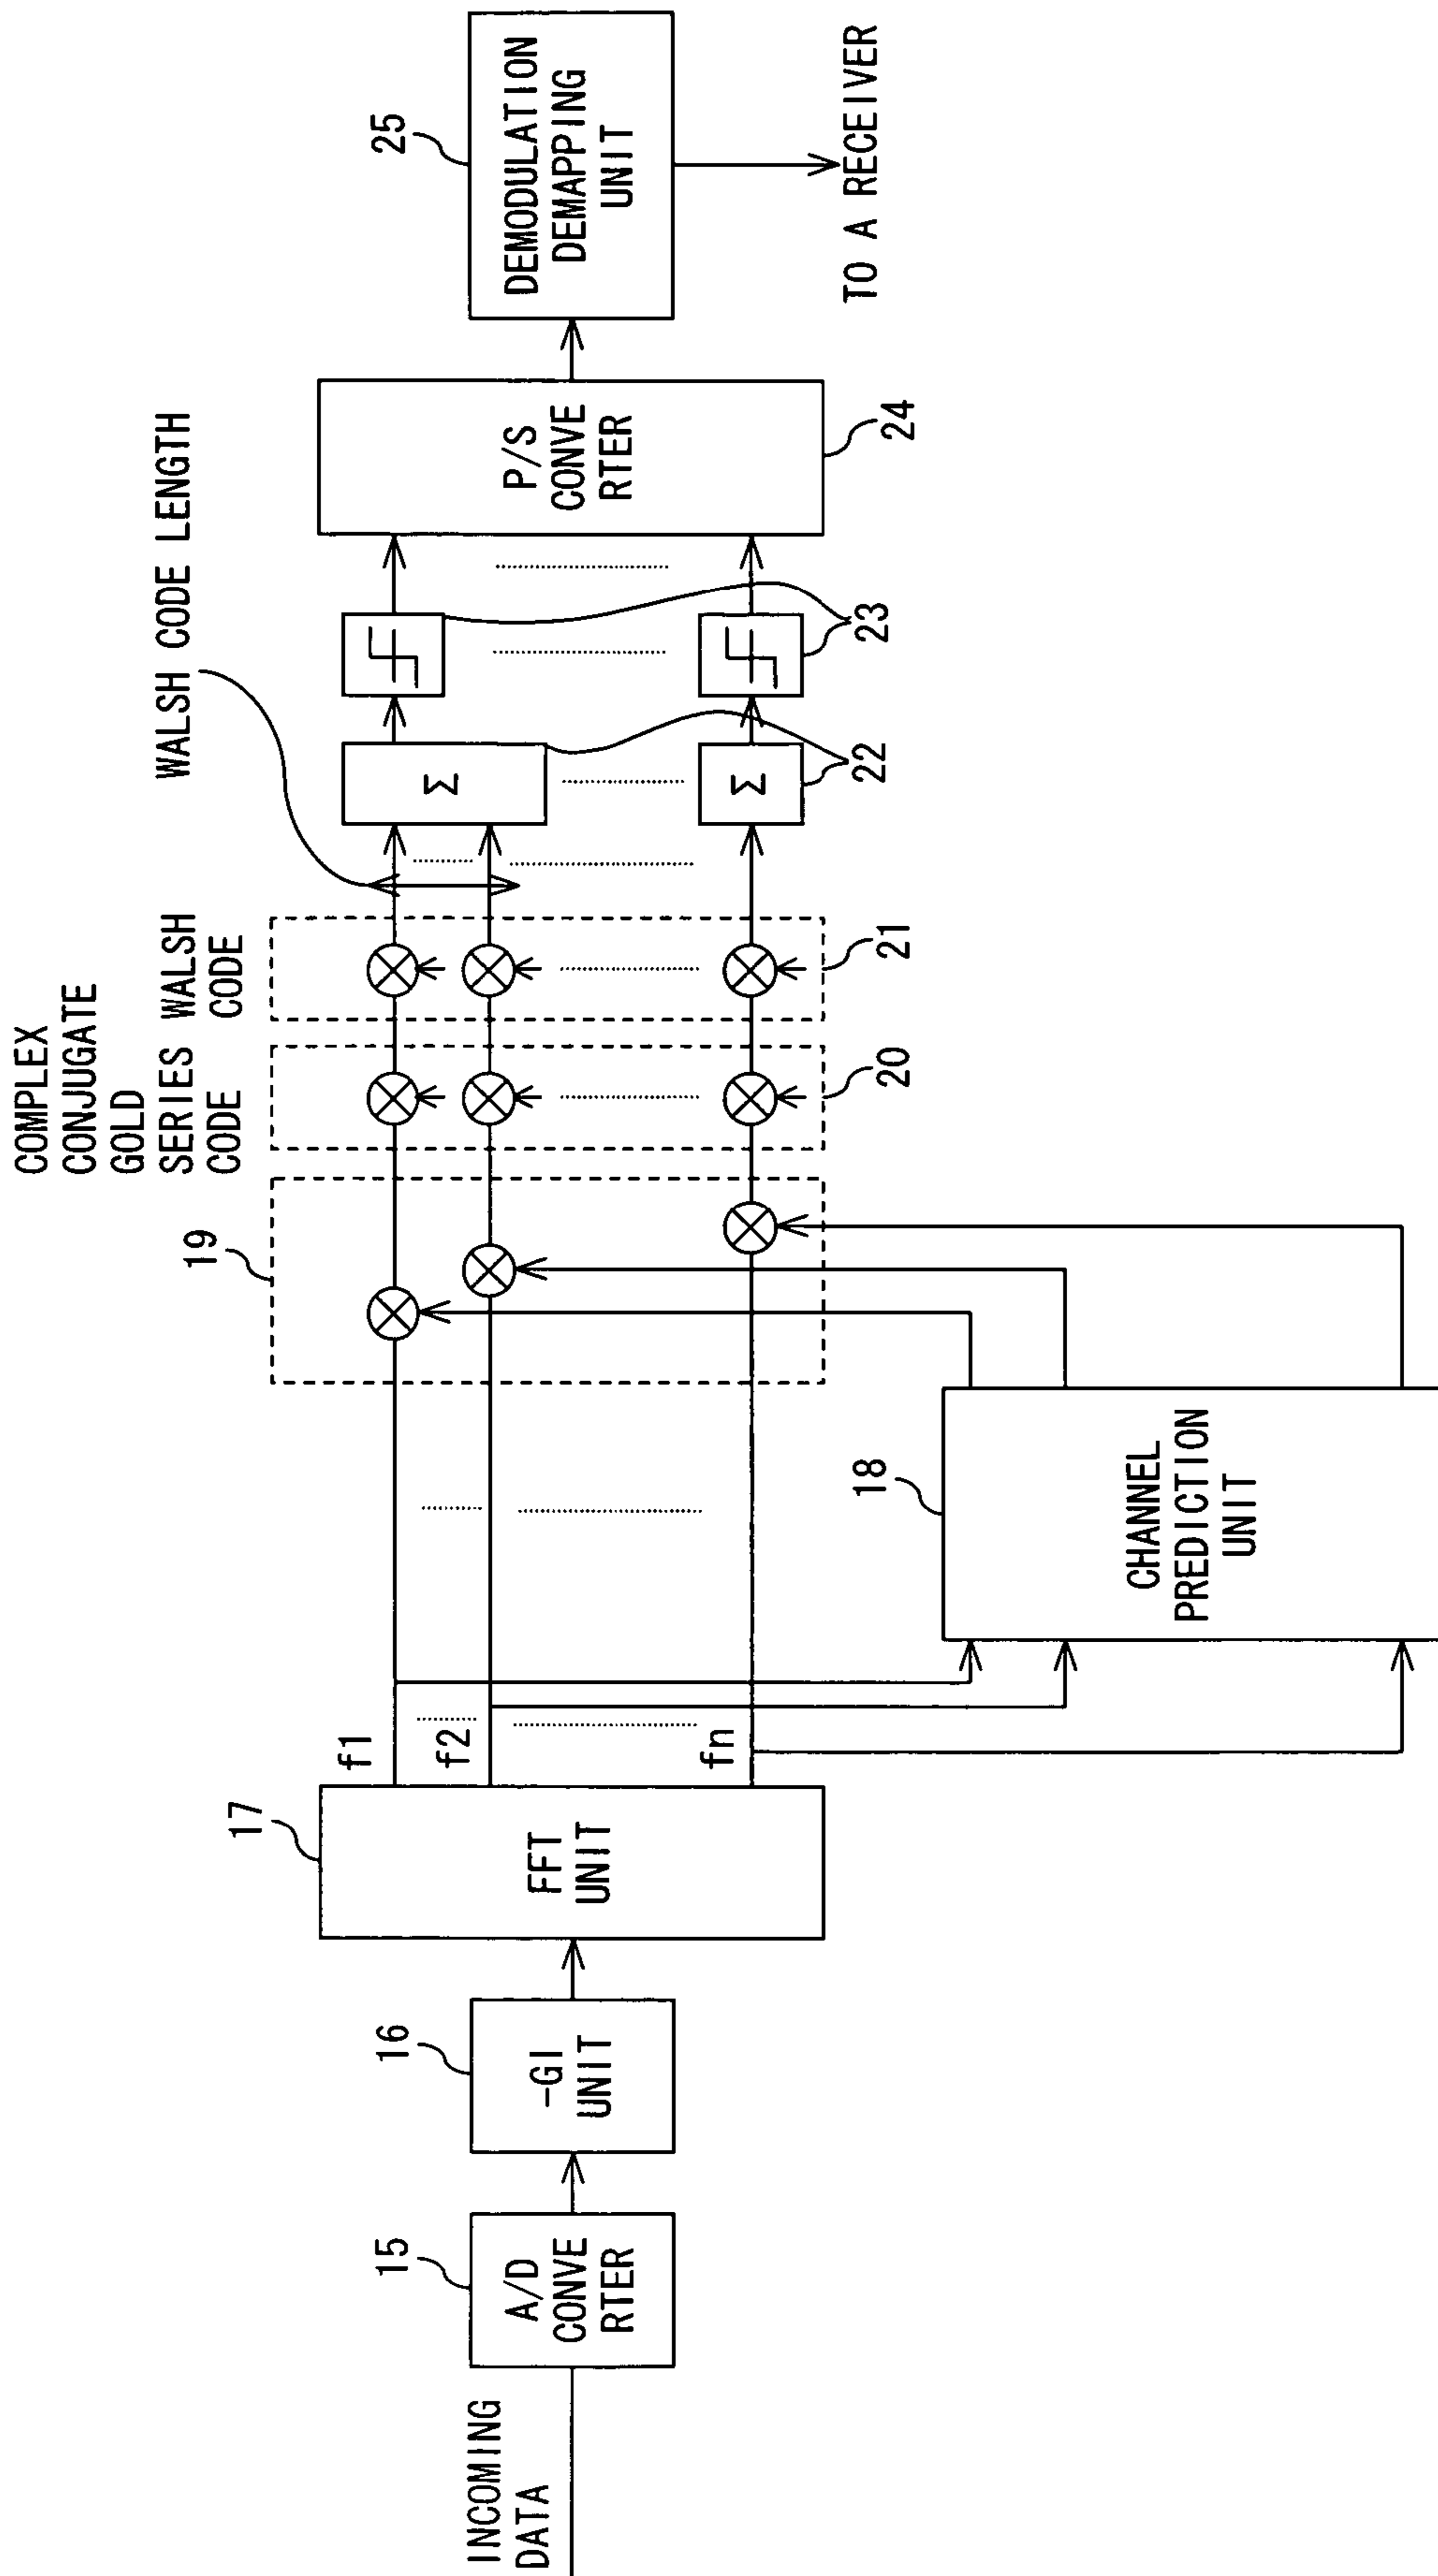 INCOMING
DATA
15
A/D
CONVE
RTER
16
-GI
UNIT
17
FFT
UNIT
f1
f2
fn
18
CHANNEL
PREDICTION
UNIT
19
COMPLEX
CONJUGATE
GOLD
SERIES
CODE
20
WALSH
CODE
21
WALSH CODE LENGTH
Σ
Σ
22
23
P/S
CONVE
RTER
24
25
DEMODULATION
DEMAPPING
UNIT
TO A RECEIVER